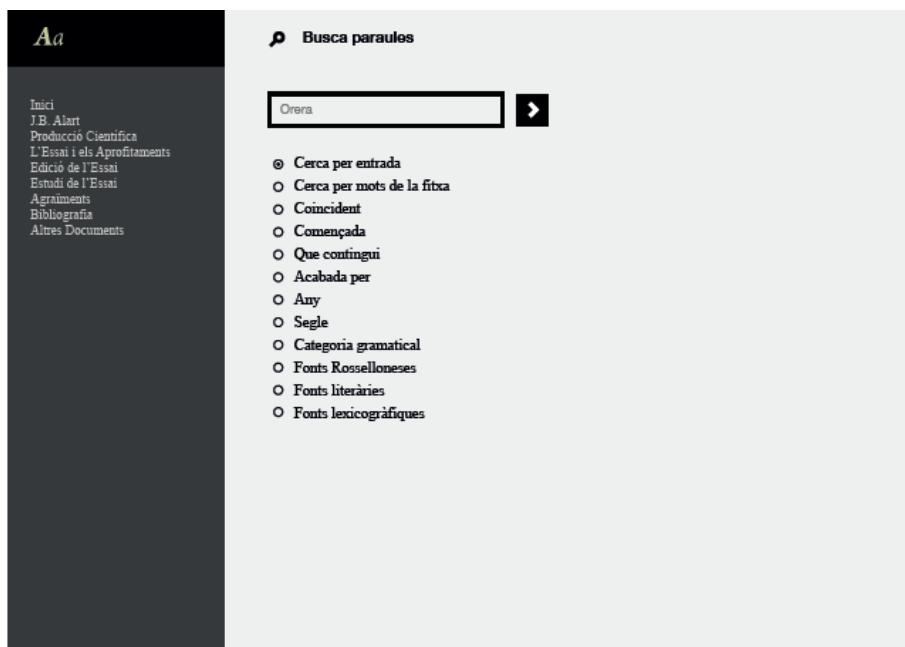 Aa
Inici
J.B. Alart
Producció Científica
L'Essai i els Aprofitaments
Edició de l'Essai
Estudi de l'Essai
Agraïments
Bibliografia
Altres Documents
Busca paraules
Orera
Cerca per entrada
Cerca per mots de la fitxa
Coincident
Començada
Que contingui
Acabada per
Any
Segle
Categoria gramatical
Fonts Rosselloneses
Fonts literàries
Fonts lexicogràfiques